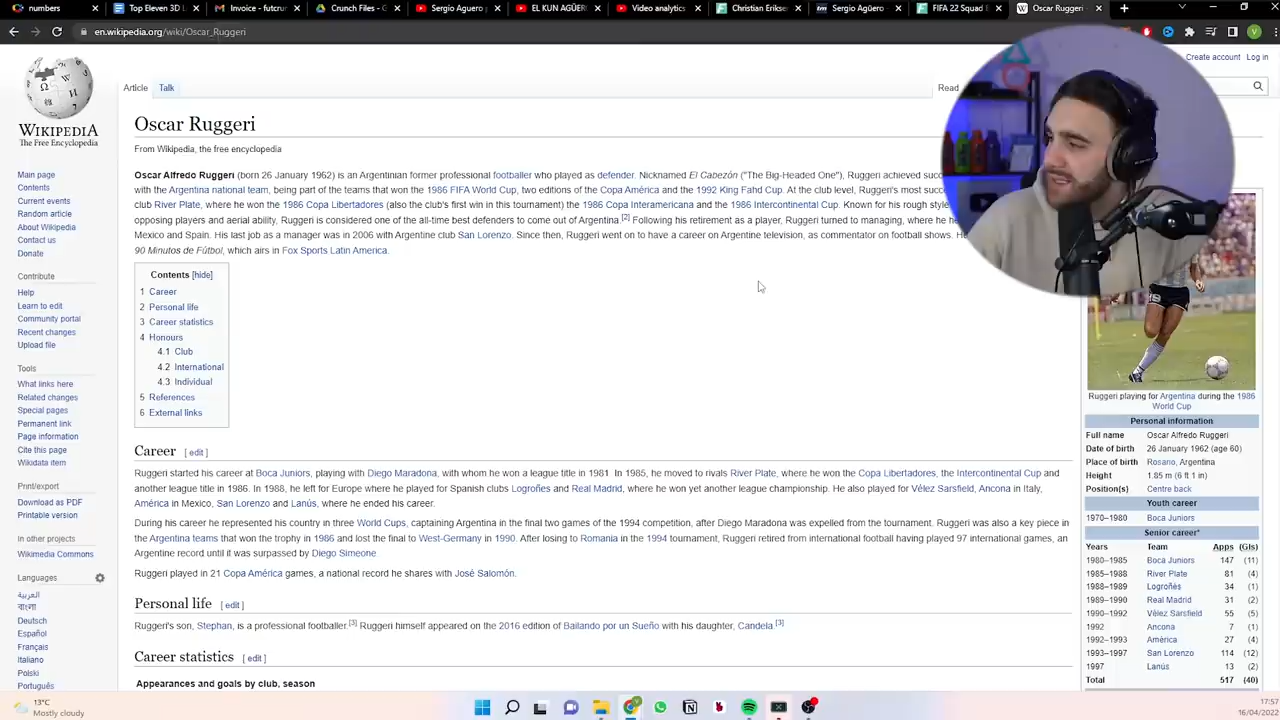 numbers
Top Eleven 3D L
Invoice - futcrun
Crunch Files - G
Sergio Aguero p
EL KUN AGÜERO
Video analytics
Christian Erikse
Sergio Agüero -
FIFA 22 Squad B
Oscar Ruggeri -
en.wikipedia.org/wiki/Oscar_Ruggeri
Create account Log in
WIKIPEDIA
The Free Encyclopedia
Article Talk Read
Oscar Ruggeri
From Wikipedia, the free encyclopedia
Oscar Alfredo Ruggeri (born 26 January 1962) is an Argentinian former professional footballer who played as defender. Nicknamed El Cabezón ("The Big-Headed One"), Ruggeri achieved succ
with the Argentina national team, being part of the teams that won the 1986 FIFA World Cup, two editions of the Copa América and the 1992 King Fahd Cup. At the club level, Ruggeri's most succ
club River Plate, where he won the 1986 Copa Libertadores (also the club's first win in this tournament) the 1986 Copa Interamericana and the 1986 Intercontinental Cup. Known for his rough style
opposing players and aerial ability, Ruggeri is considered one of the all-time best defenders to come out of Argentina.[2] Following his retirement as a player, Ruggeri turned to managing, where he h
Mexico and Spain. His last job as a manager was in 2006 with Argentine club San Lorenzo. Since then, Ruggeri went on to have a career on Argentine television, as commentator on football shows. He
90 Minutos de Fútbol, which airs in Fox Sports Latin America.
Main page
Contents
Current events
Random article
About Wikipedia
Contact us
Donate
Contribute
Help
Learn to edit
Community portal
Recent changes
Upload file
Tools
What links here
Related changes
Special pages
Permanent link
Page information
Cite this page
Wikidata item
Print/export
Download as PDF
Printable version
In other projects
Wikimedia Commons
Languages
العربية
বাংলা
Deutsch
Español
Français
Italiano
Polski
Português
Contents [hide]
1 Career
2 Personal life
3 Career statistics
4 Honours
4.1 Club
4.2 International
4.3 Individual
5 References
6 External links
Career [ edit ]
Ruggeri started his career at Boca Juniors, playing with Diego Maradona, with whom he won a league title in 1981. In 1985, he moved to rivals River Plate, where he won the Copa Libertadores, the Intercontinental Cup and
another league title in 1986. In 1988, he left for Europe where he played for Spanish clubs Logroñes and Real Madrid, where he won yet another league championship. He also played for Vélez Sarsfield, Ancona in Italy,
América in Mexico, San Lorenzo and Lanús, where he ended his career.
During his career he represented his country in three World Cups, captaining Argentina in the final two games of the 1994 competition, after Diego Maradona was expelled from the tournament. Ruggeri was also a key piece in
the Argentina teams that won the trophy in 1986 and lost the final to West-Germany in 1990. After losing to Romania in the 1994 tournament, Ruggeri retired from international football having played 97 international games, an
Argentine record until it was surpassed by Diego Simeone.
Ruggeri played in 21 Copa América games, a national record he shares with José Salomón.
Personal life [ edit ]
Ruggeri's son, Stephan, is a professional footballer.[3] Ruggeri himself appeared on the 2016 edition of Bailando por un Sueño with his daughter, Candela.[3]
Career statistics [ edit ]
Appearances and goals by club, season
Ruggeri playing for Argentina during the 1986
World Cup
Personal information
Full name Oscar Alfredo Ruggeri
Date of birth 26 January 1962 (age 60)
Place of birth Rosario, Argentina
Height 1.85 m (6 ft 1 in)
Position(s) Centre back
Youth career
1970–1980 Boca Juniors
Senior career*
Years Team Apps (Gls)
1980–1985 Boca Juniors 147 (11)
1985–1988 River Plate 81 (4)
1988–1989 Logroñés 34 (1)
1989–1990 Real Madrid 31 (2)
1990–1992 Vélez Sarsfield 55 (5)
1992 Ancona 7 (1)
1992–1993 América 27 (4)
1993–1997 San Lorenzo 114 (12)
1997 Lanús 13 (2)
Total 517 (40)
13°C
Mostly cloudy
17:57
16/04/2022